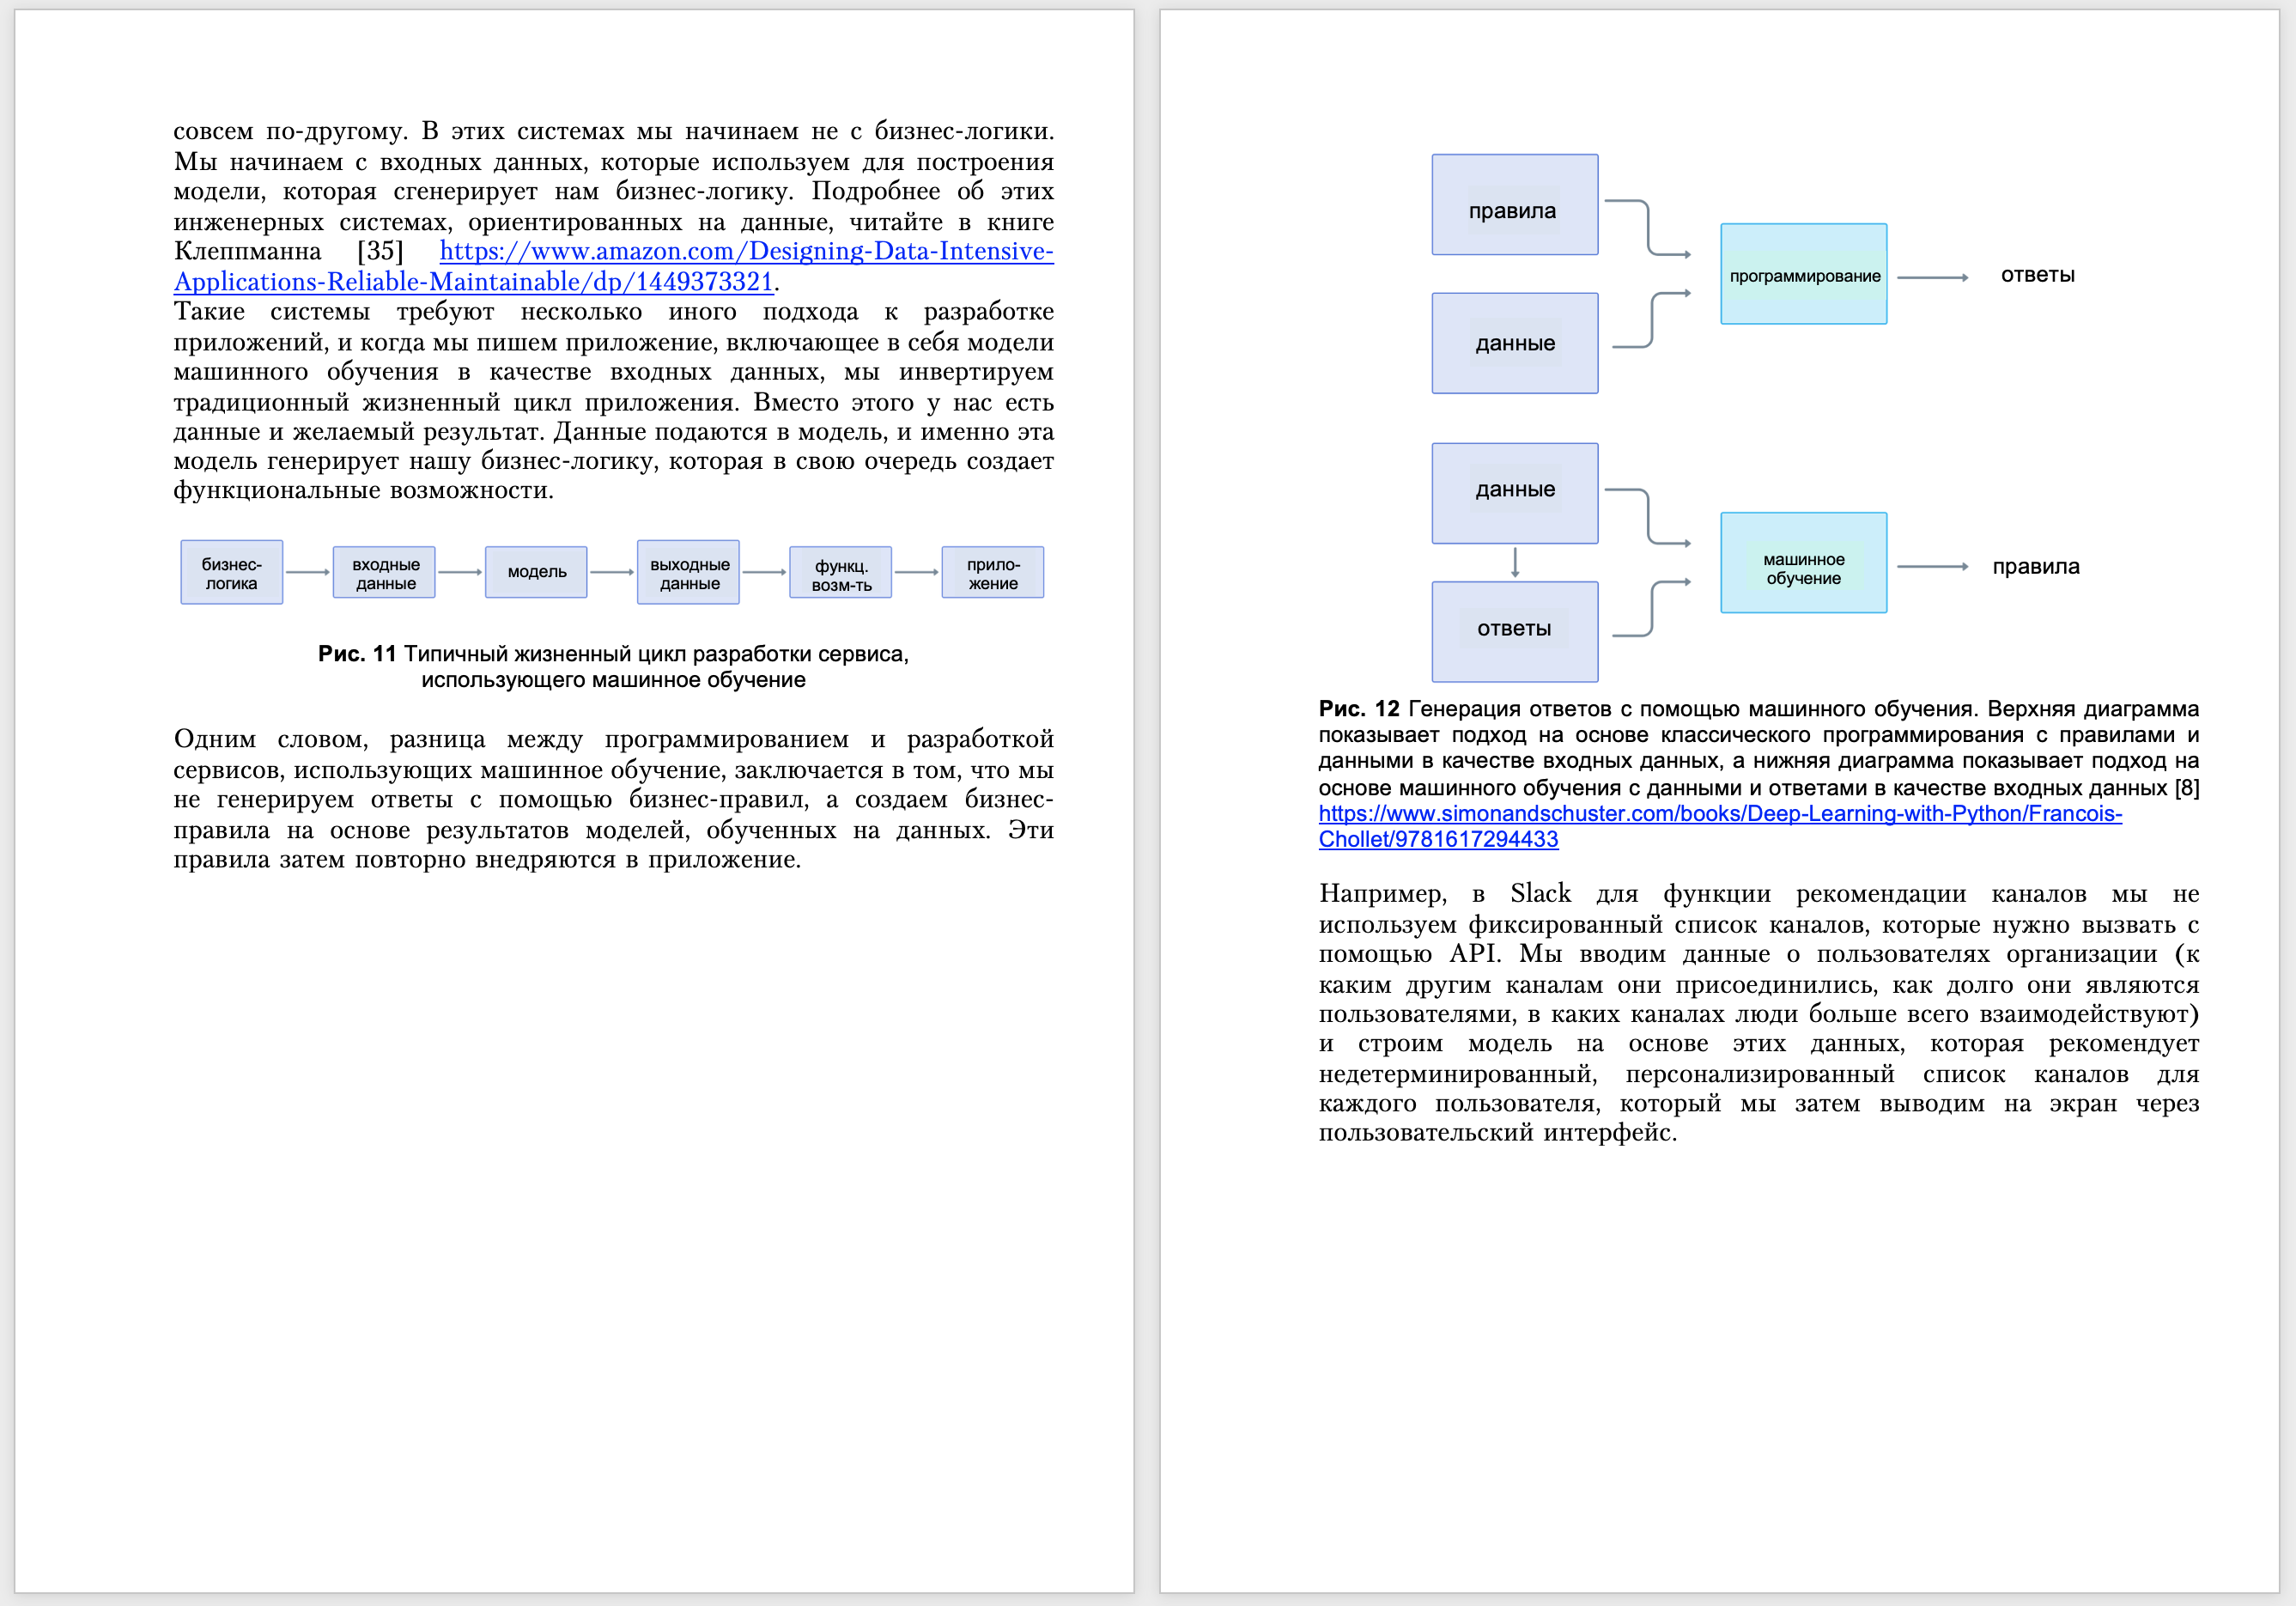 совсем по-другому. В этих системах мы начинаем не с бизнес-логики.
Мы начинаем с входных данных, которые используем для построения
модели, которая сгенерирует нам бизнес-логику. Подробнее об этих
инженерных системах, ориентированных на данные, читайте в книге
Клеппманна [35] https://www.amazon.com/Designing-Data-Intensive-
Applications-Reliable-Maintainable/dp/1449373321.
Такие системы требуют несколько иного подхода к разработке
приложений, и когда мы пишем приложение, включающее в себя модели
машинного обучения в качестве входных данных, мы инвертируем
традиционный жизненный цикл приложения. Вместо этого у нас есть
данные и желаемый результат. Данные подаются в модель, и именно эта
модель генерирует нашу бизнес-логику, которая в свою очередь создает
функциональные возможности.
бизнес-
логика
входные
данные
модель
выходные
данные
функц.
возм-ть
прило-
жение
Рис. 11 Типичный жизненный цикл разработки сервиса,
использующего машинное обучение
Одним словом, разница между программированием и разработкой
сервисов, использующих машинное обучение, заключается в том, что мы
не генерируем ответы с помощью бизнес-правил, а создаем бизнес-
правила на основе результатов моделей, обученных на данных. Эти
правила затем повторно внедряются в приложение.
правила
данные
программирование
ответы
данные
ответы
машинное
обучение
правила
Рис. 12 Генерация ответов с помощью машинного обучения. Верхняя диаграмма
показывает подход на основе классического программирования с правилами и
данными в качестве входных данных, а нижняя диаграмма показывает подход на
основе машинного обучения с данными и ответами в качестве входных данных [8]
https://www.simonandschuster.com/books/Deep-Learning-with-Python/Francois-
Chollet/9781617294433
Например, в Slack для функции рекомендации каналов мы не
используем фиксированный список каналов, которые нужно вызвать с
помощью API. Мы вводим данные о пользователях организации (к
каким другим каналам они присоединились, как долго они являются
пользователями, в каких каналах люди больше всего взаимодействуют)
и строим модель на основе этих данных, которая рекомендует
недетерминированный, персонализированный список каналов для
каждого пользователя, который мы затем выводим на экран через
пользовательский интерфейс.